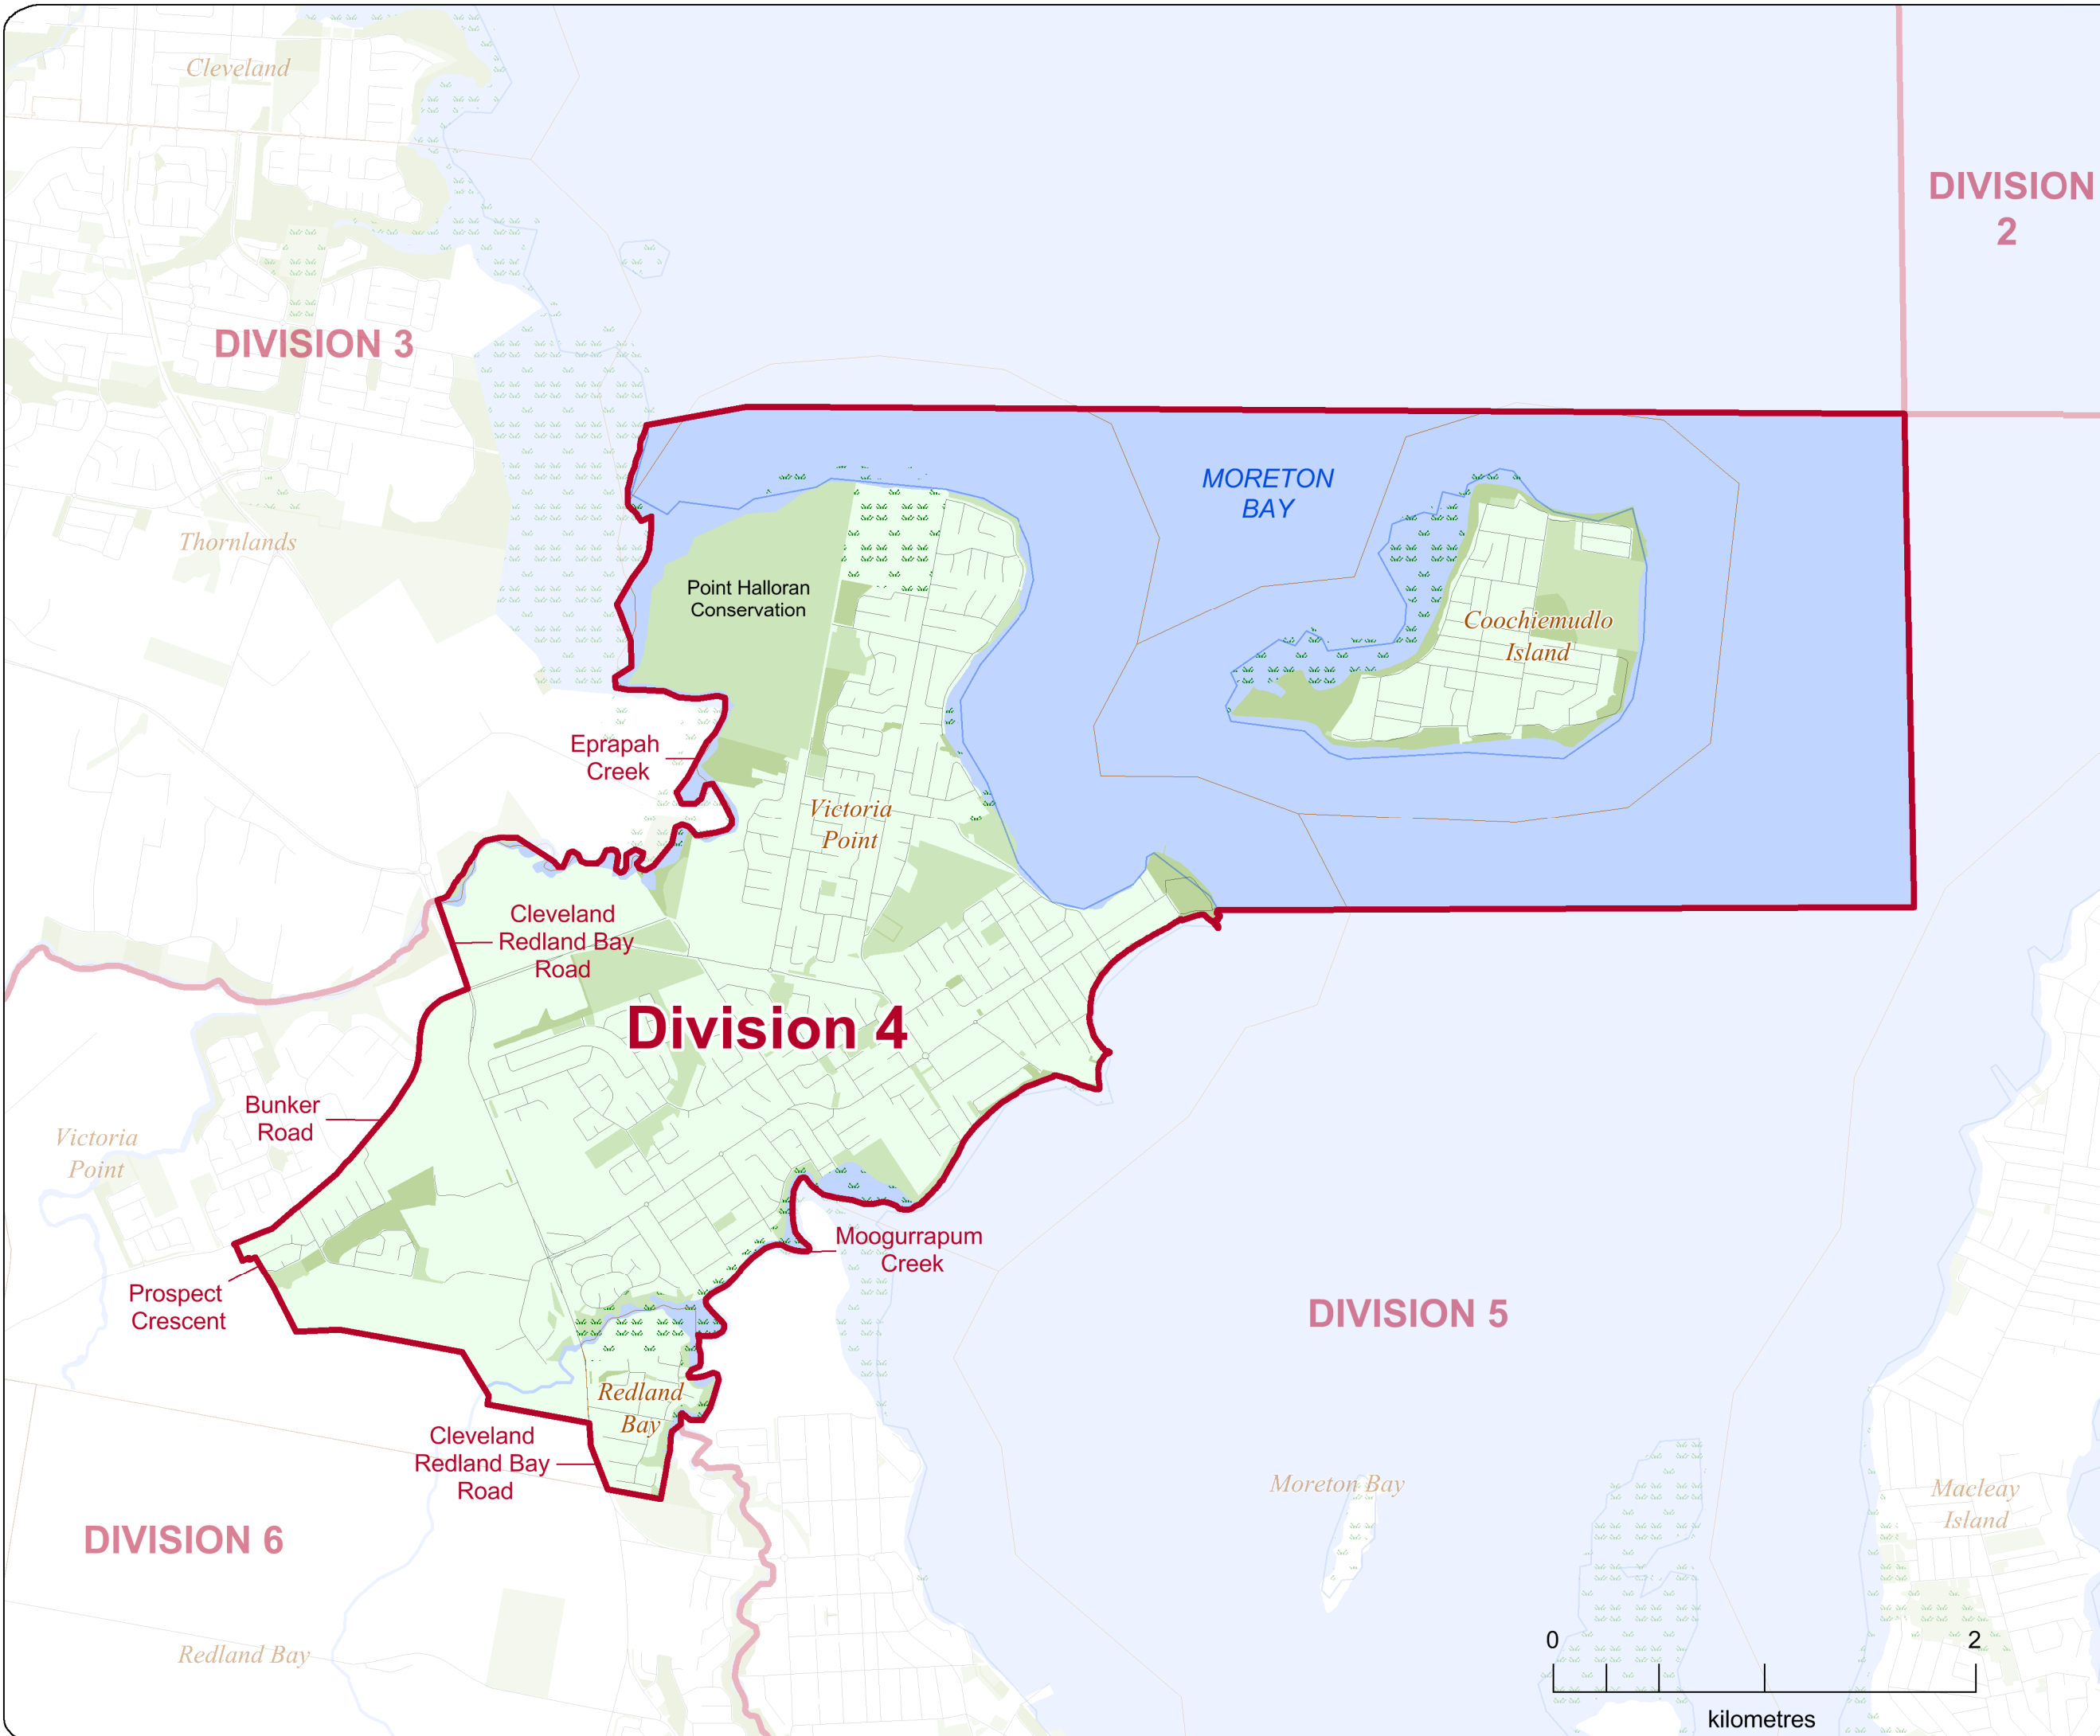 Cleveland
DIVISION
2
DIVISION 3
MORETON
BAY
Thornlands
Point Halloran
Conservation
Coochiemudlo
Island
Eprapah
Creek
Victoria
Point
Cleveland
Redland Bay
Road
Division 4
Bunker
Road
Victoria
Point
Moogurrapum
Creek
Prospect
Crescent
DIVISION 5
Redland
Bay
Cleveland
Redland Bay
Road
Moreton Bay
Macleay
Island
DIVISION 6
Redland Bay
0 2
kilometres